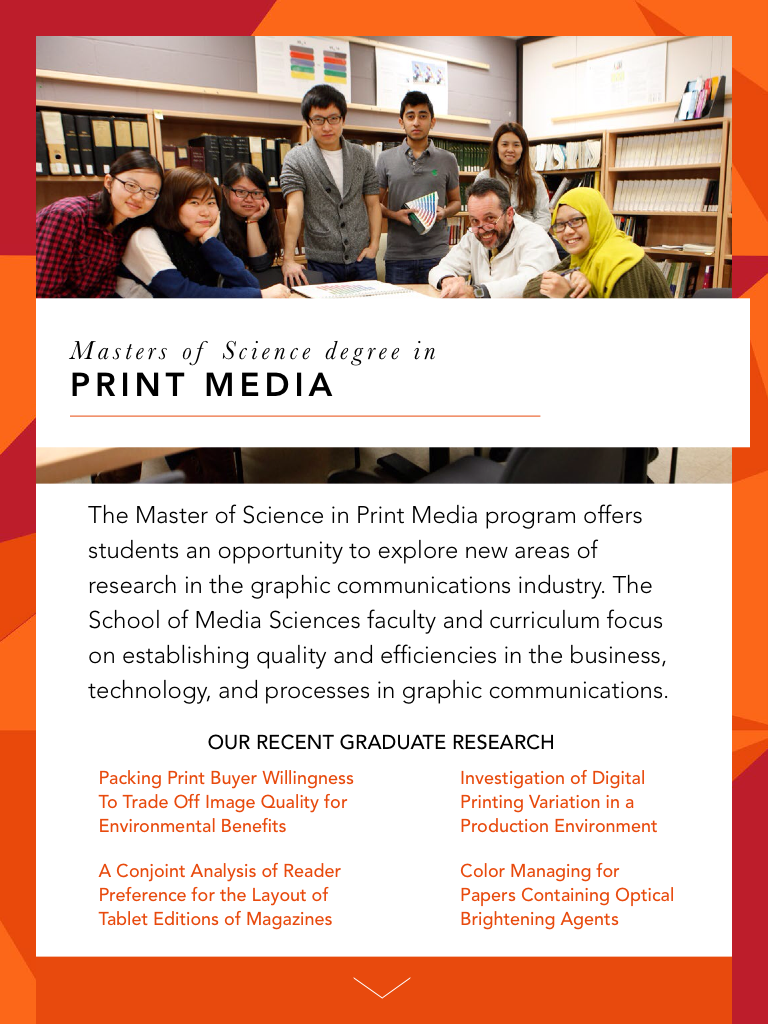 Masters of Science degree in
PRINT MEDIA
The Master of Science in Print Media program offers
students an opportunity to explore new areas of
research in the graphic communications industry. The
School of Media Sciences faculty and curriculum focus
on establishing quality and efficiencies in the business,
technology, and processes in graphic communications.
OUR RECENT GRADUATE RESEARCH
Packing Print Buyer Willingness
To Trade Off Image Quality for
Environmental Benefits
A Conjoint Analysis of Reader
Preference for the Layout of
Tablet Editions of Magazines
Investigation of Digital
Printing Variation in a
Production Environment
Color Managing for
Papers Containing Optical
Brightening Agents